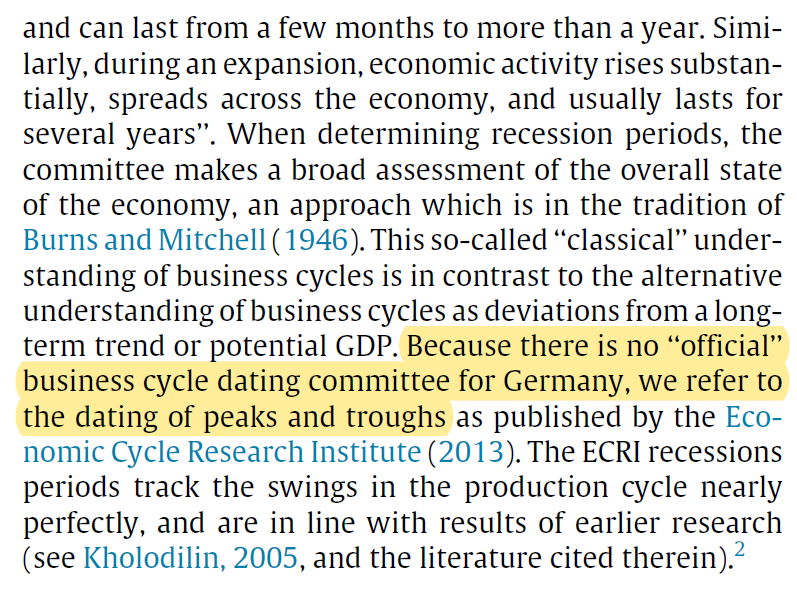 and can last from a few months to more than a year. Simi-
larly, during an expansion, economic activity rises substan-
tially, spreads across the economy, and usually lasts for
several years”. When determining recession periods, the
committee makes a broad assessment of the overall state
of the economy, an approach which is in the tradition of
Burns and Mitchell (1946). This so-called “classical” under-
standing of business cycles is in contrast to the alternative
understanding of business cycles as deviations from a long-
term trend or potential GDP. Because there is no “official”
business cycle dating committee for Germany, we refer to
the dating of peaks and troughs as published by the Eco-
nomic Cycle Research Institute (2013). The ECRI recessions
periods track the swings in the production cycle nearly
perfectly, and are in line with results of earlier research
(see Kholodilin, 2005, and the literature cited therein).2